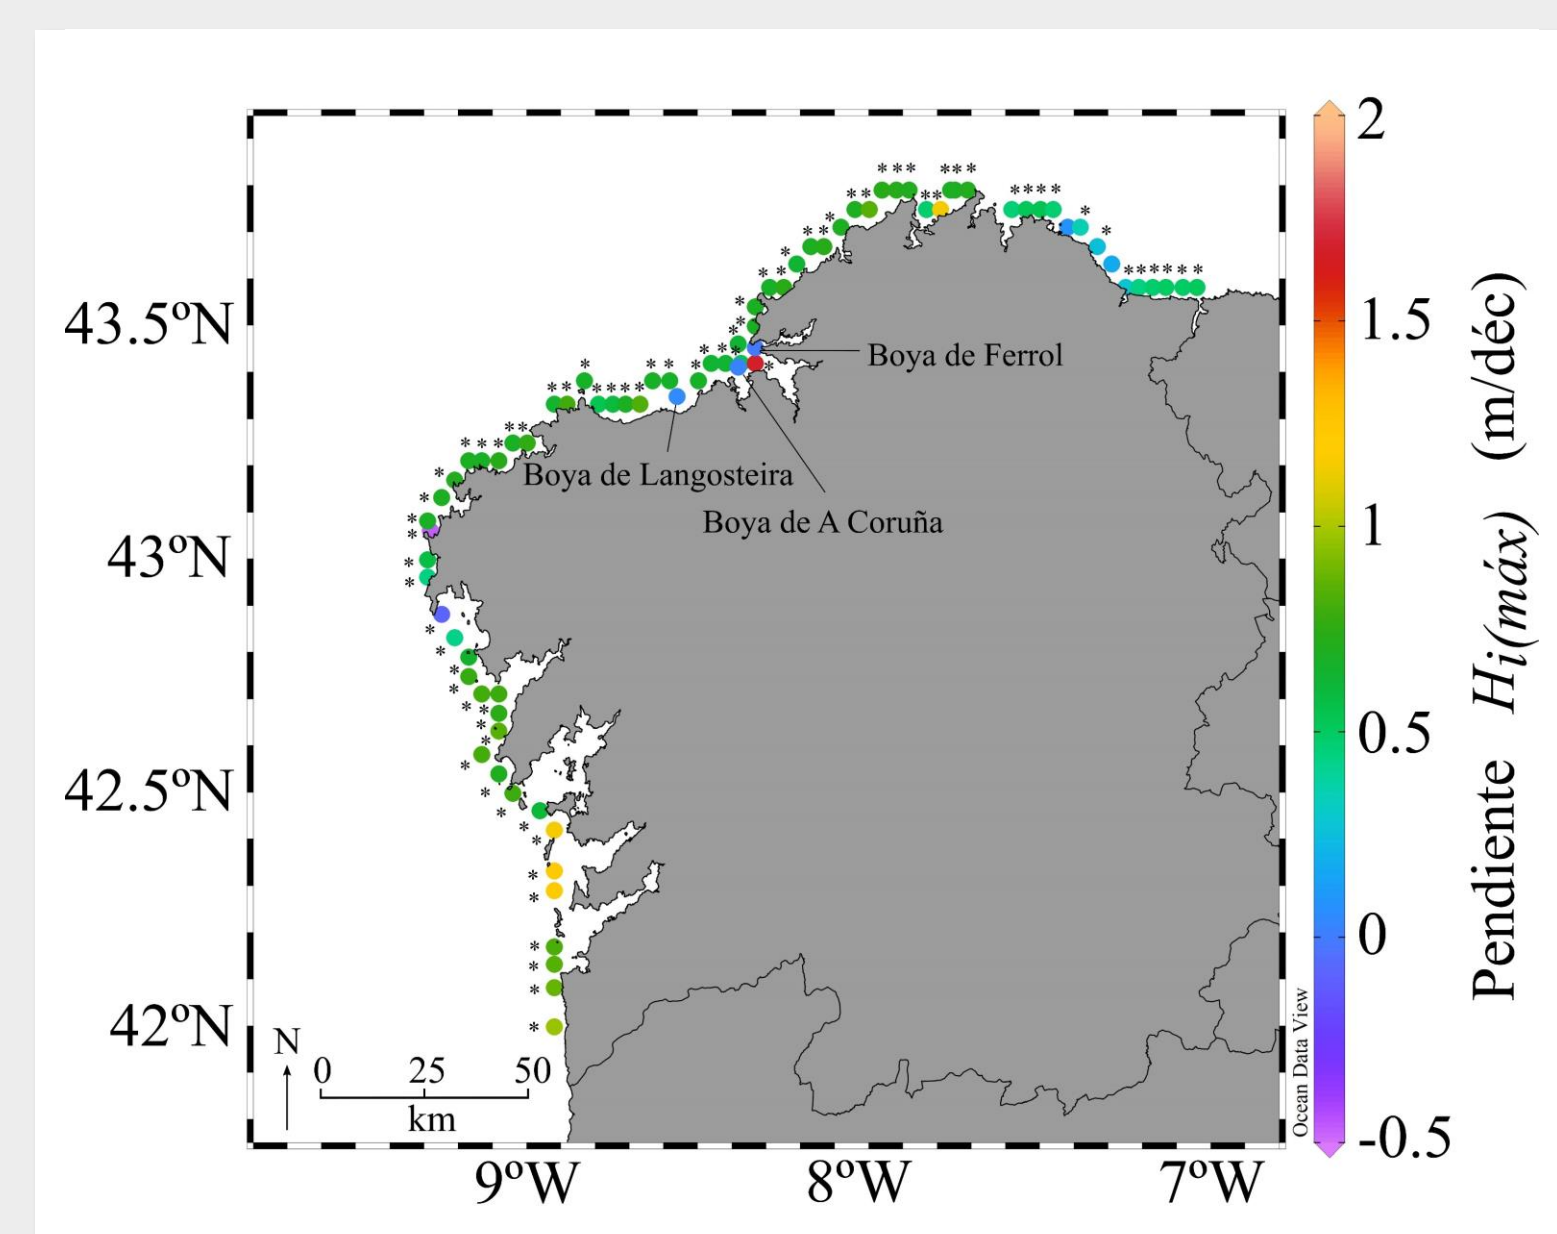 2
1.5
1
0.5
0
-0.5
Pendiente Hi(máx) (m/déc)
43.5ºN
43ºN
42.5ºN
42ºN
9ºW
8ºW
7ºW
Boya de Ferrol
Boya de Langosteira
Boya de A Coruña
N
0 25 50
km
Ocean Data View